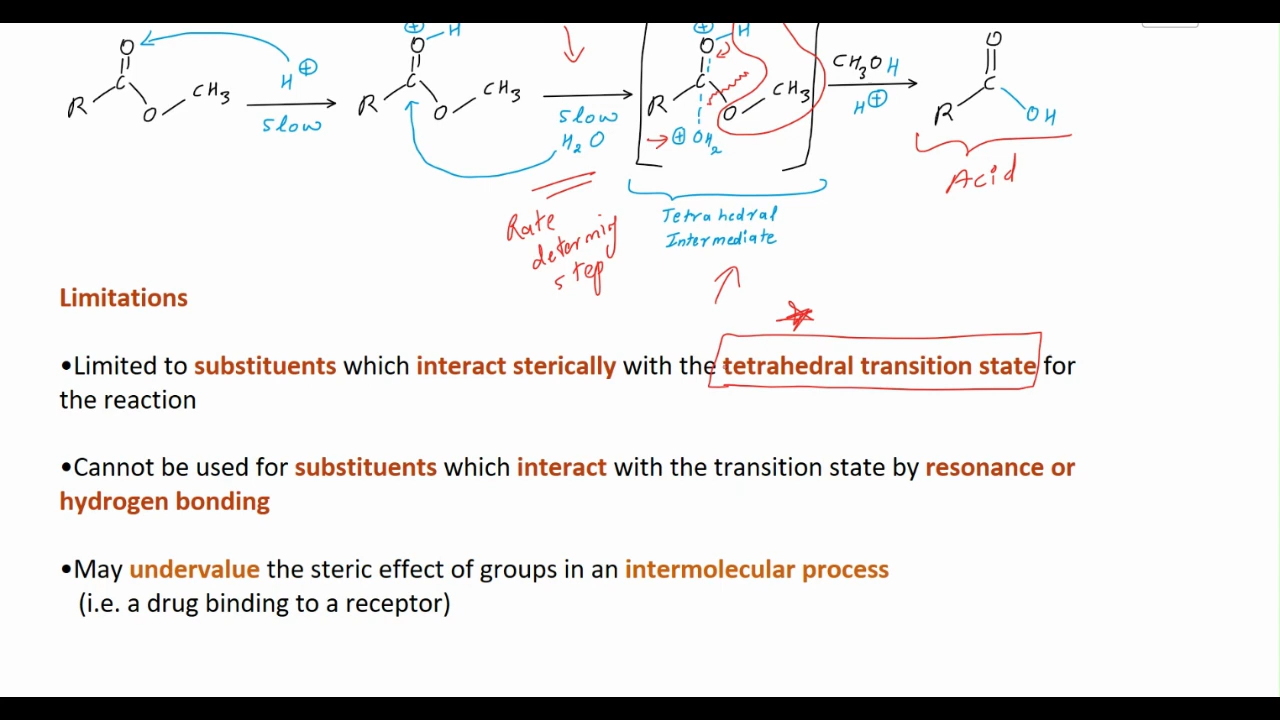 ⊕ H
⊕ H
O
O
O
O
H ⊕
CH3OH
R
O
CH3
R
O
CH3
R
O
CH3
H⊕
R
OH
slow
slow
H2O
⊕ OH2
Acid
Rate
determing
step
Tetrahedral
Intermediate
Limitations
•Limited to substituents which interact sterically with the tetrahedral transition state for
the reaction
•Cannot be used for substituents which interact with the transition state by resonance or
hydrogen bonding
•May undervalue the steric effect of groups in an intermolecular process
(i.e. a drug binding to a receptor)